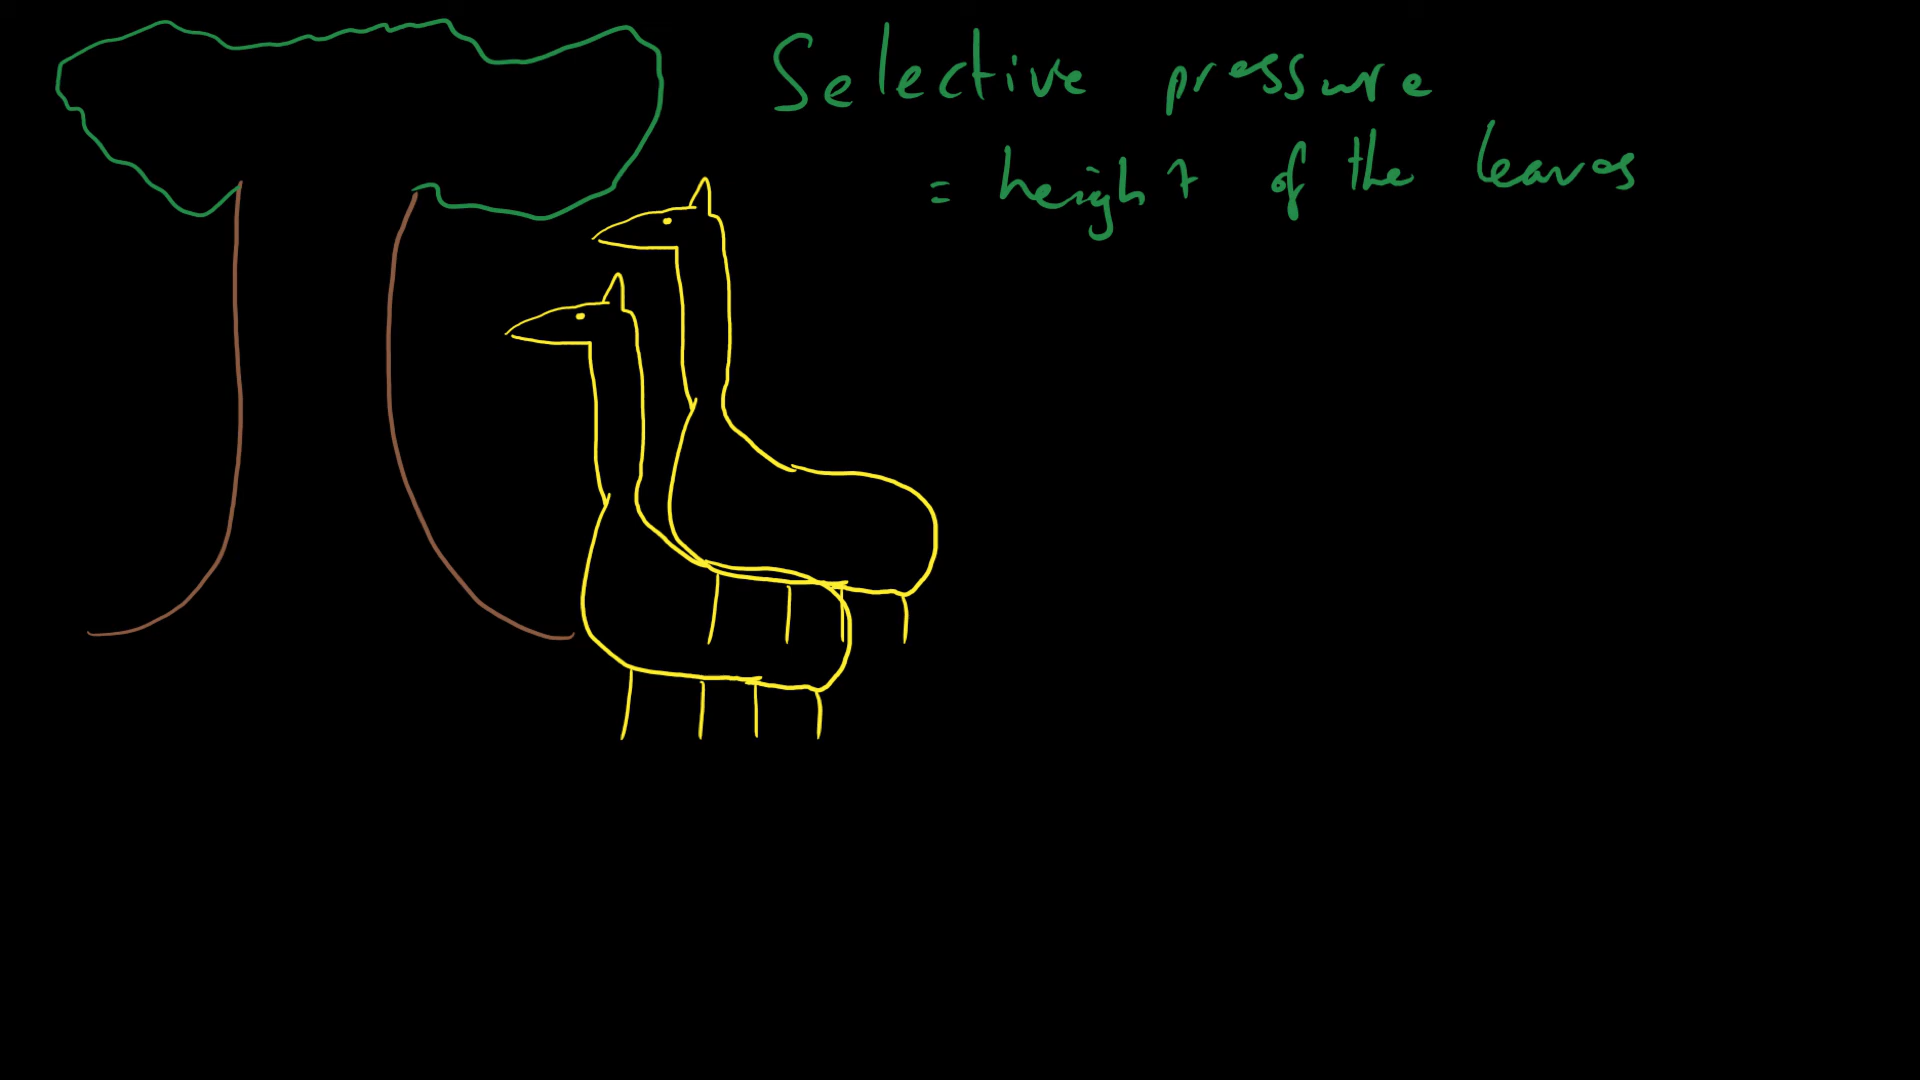 Selective pressure
= height of the leaves